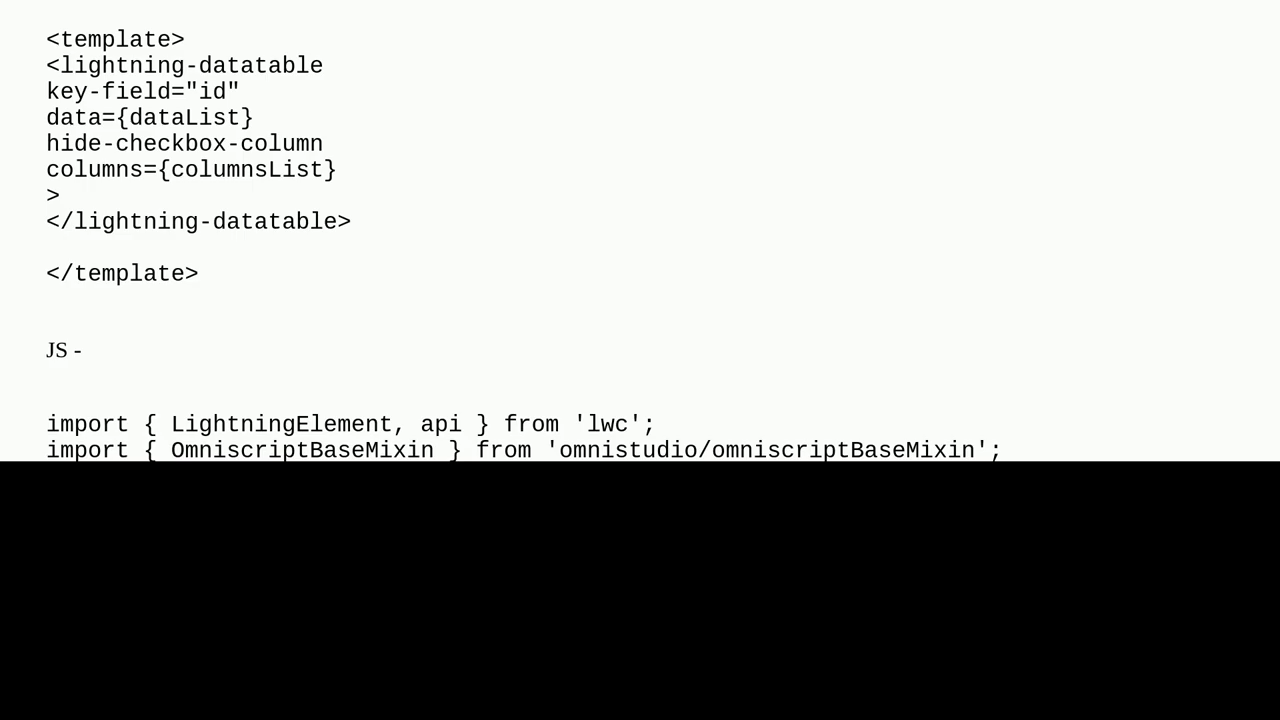 <template>
<lightning-datatable
key-field="id"
data={dataList}
hide-checkbox-column
columns={columnsList}
>
</lightning-datatable>
</template>
JS -
import { LightningElement, api } from 'lwc';
import { OmniscriptBaseMixin } from 'omnistudio/omniscriptBaseMixin';